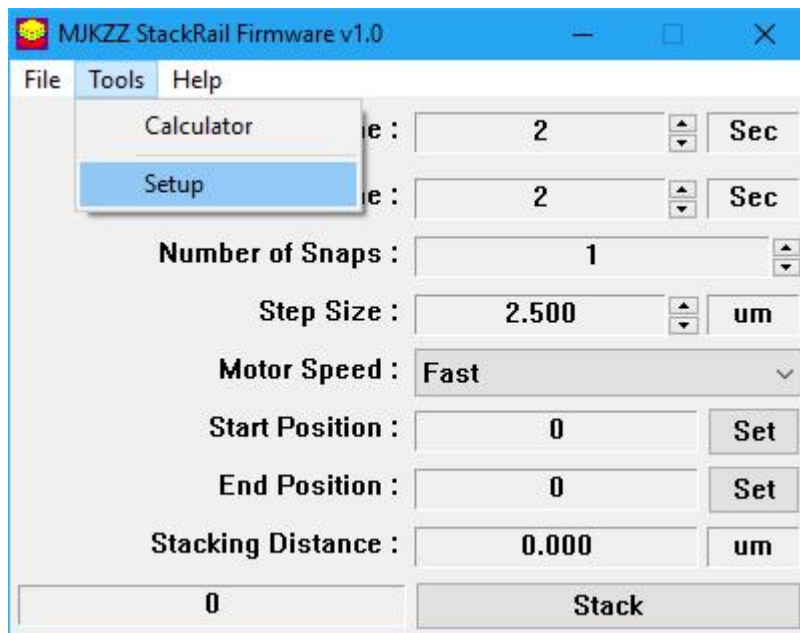 MJKZZ StackRail Firmware v1.0
File Tools Help
Calculator
e : 2 Sec
Setup
e : 2 Sec
Number of Snaps : 1
Step Size : 2.500 um
Motor Speed : Fast
Start Position : 0 Set
End Position : 0 Set
Stacking Distance : 0.000 um
0 Stack